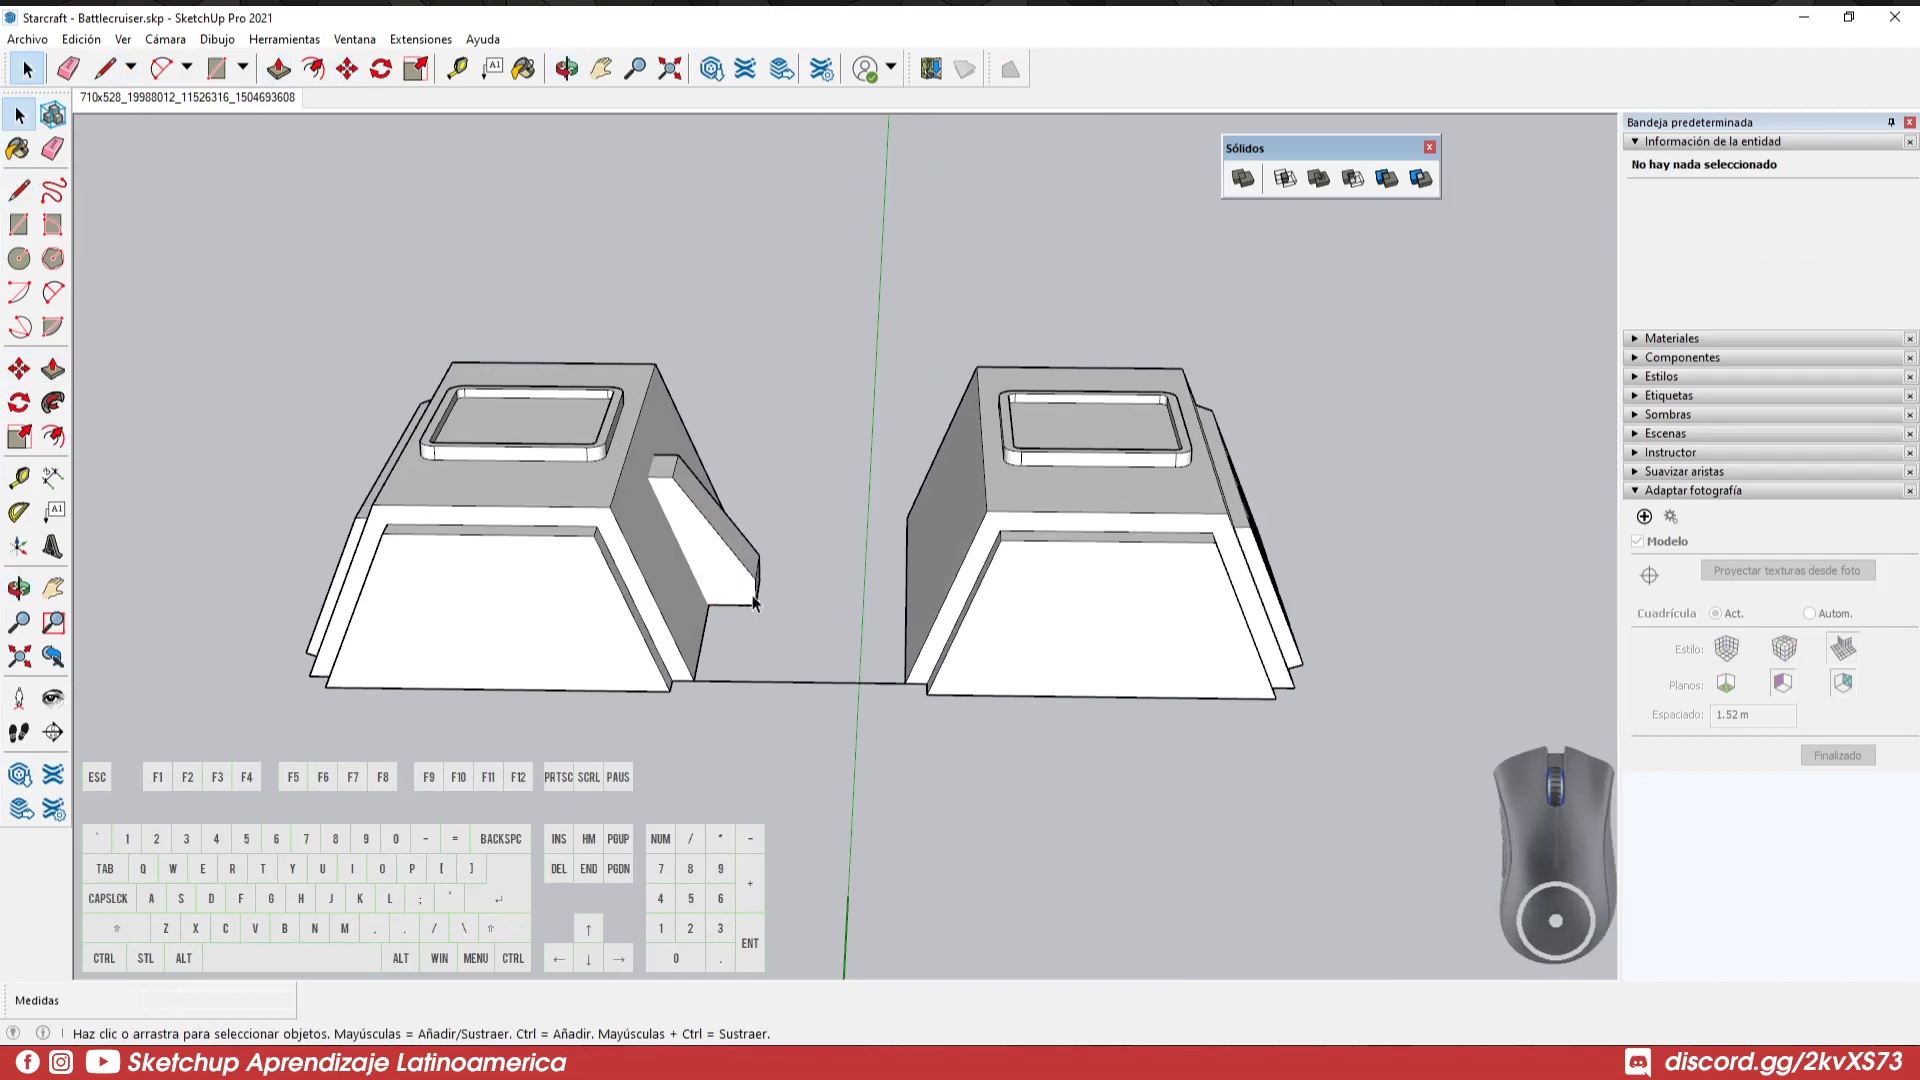 Starcraft - Battlecruiser.skp - SketchUp Pro 2021
Archivo Edición Ver Cámara Dibujo Herramientas Ventana Extensiones Ayuda
A1
710x528_19988012_11526316_1504693608
Bandeja predeterminada
Información de la entidad
No hay nada seleccionado
Sólidos
Materiales
Componentes
Estilos
Etiquetas
Sombras
Escenas
Instructor
Suavizar aristas
Adaptar fotografía
Modelo
Proyectar texturas desde foto
Cuadrícula Act. Autom.
Estilo:
Planos:
Espaciado: 1.52 m
Finalizado
A1
ESC F1 F2 F3 F4 F5 F6 F7 F8 F9 F10 F11 F12 PRTSC SCRL PAUS
` 1 2 3 4 5 6 7 8 9 0 - = BACKSPC INS HM PGUP NUM / * -
TAB Q W E R T Y U I O P [ ] DEL END PGDN 7 8 9 +
CAPSLCK A S D F G H J K L ; ' ↵ 4 5 6
⇧ Z X C V B N M , . / \ ⇧ ↑ 1 2 3 ENT
CTRL STL ALT ALT WIN MENU CTRL ← ↓ → 0 .
Medidas
Haz clic o arrastra para seleccionar objetos. Mayúsculas = Añadir/Sustraer. Ctrl = Añadir. Mayúsculas + Ctrl = Sustraer.
Sketchup Aprendizaje Latinoamerica
discord.gg/2kvXS73